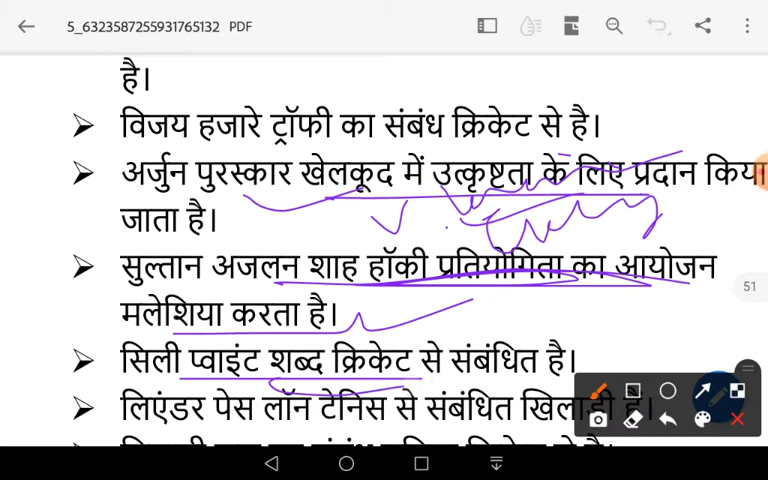 5_6323587255931765132 PDF
है।
➢ विजय हजारे ट्रॉफी का संबंध क्रिकेट से है।
➢ अर्जुन पुरस्कार खेलकूद में उत्कृष्टता के लिए प्रदान किया
जाता है।
➢ सुल्तान अजलन शाह हॉकी प्रतियोगिता का आयोजन
मलेशिया करता है।
51
➢ सिली प्वाइंट शब्द क्रिकेट से संबंधित है।
➢ लिएंडर पेस लॉन टेनिस से संबंधित खिलाड़ी हैं।